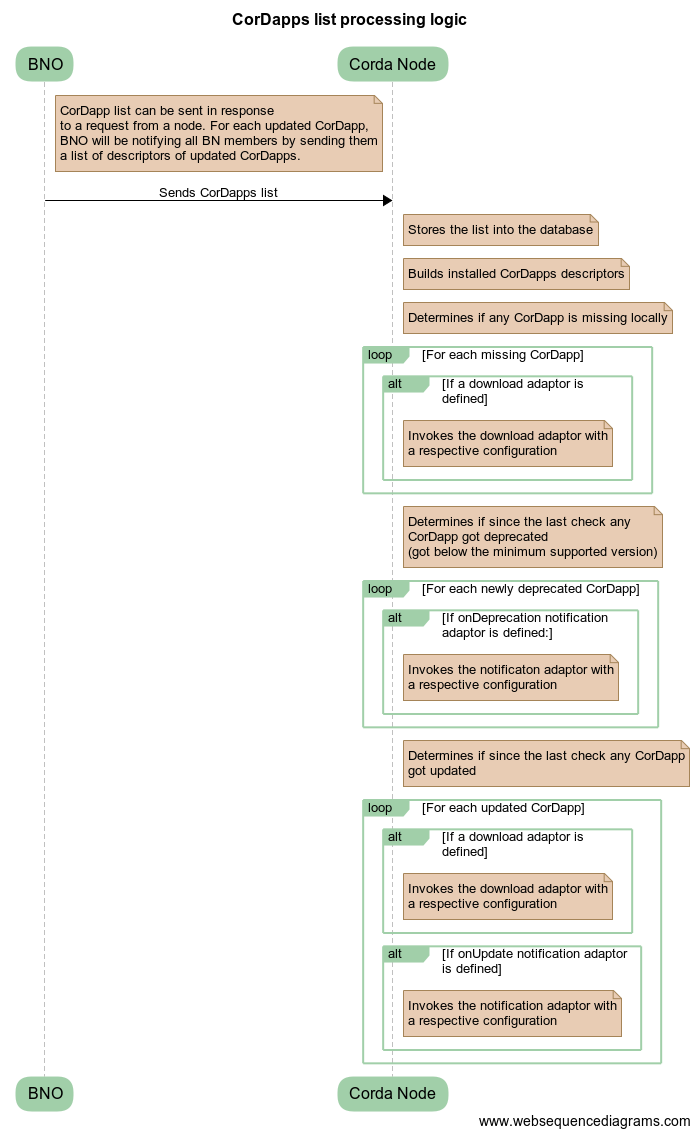 CorDapps list processing logic
BNO
Corda Node
CorDapp list can be sent in response
to a request from a node. For each updated CorDapp,
BNO will be notifying all BN members by sending them
a list of descriptors of updated CorDapps.
Sends CorDapps list
Stores the list into the database
Builds installed CorDapps descriptors
Determines if any CorDapp is missing locally
loop
[For each missing CorDapp]
alt
[If a download adaptor is
defined]
Invokes the download adaptor with
a respective configuration
Determines if since the last check any
CorDapp got deprecated
(got below the minimum supported version)
loop
[For each newly deprecated CorDapp]
alt
[If onDeprecation notification
adaptor is defined:]
Invokes the notificaton adaptor with
a respective configuration
Determines if since the last check any CorDapp
got updated
loop
[For each updated CorDapp]
alt
[If a download adaptor is
defined]
Invokes the download adaptor with
a respective configuration
alt
[If onUpdate notification adaptor
is defined]
Invokes the notification adaptor with
a respective configuration
BNO
Corda Node
www.websequencediagrams.com